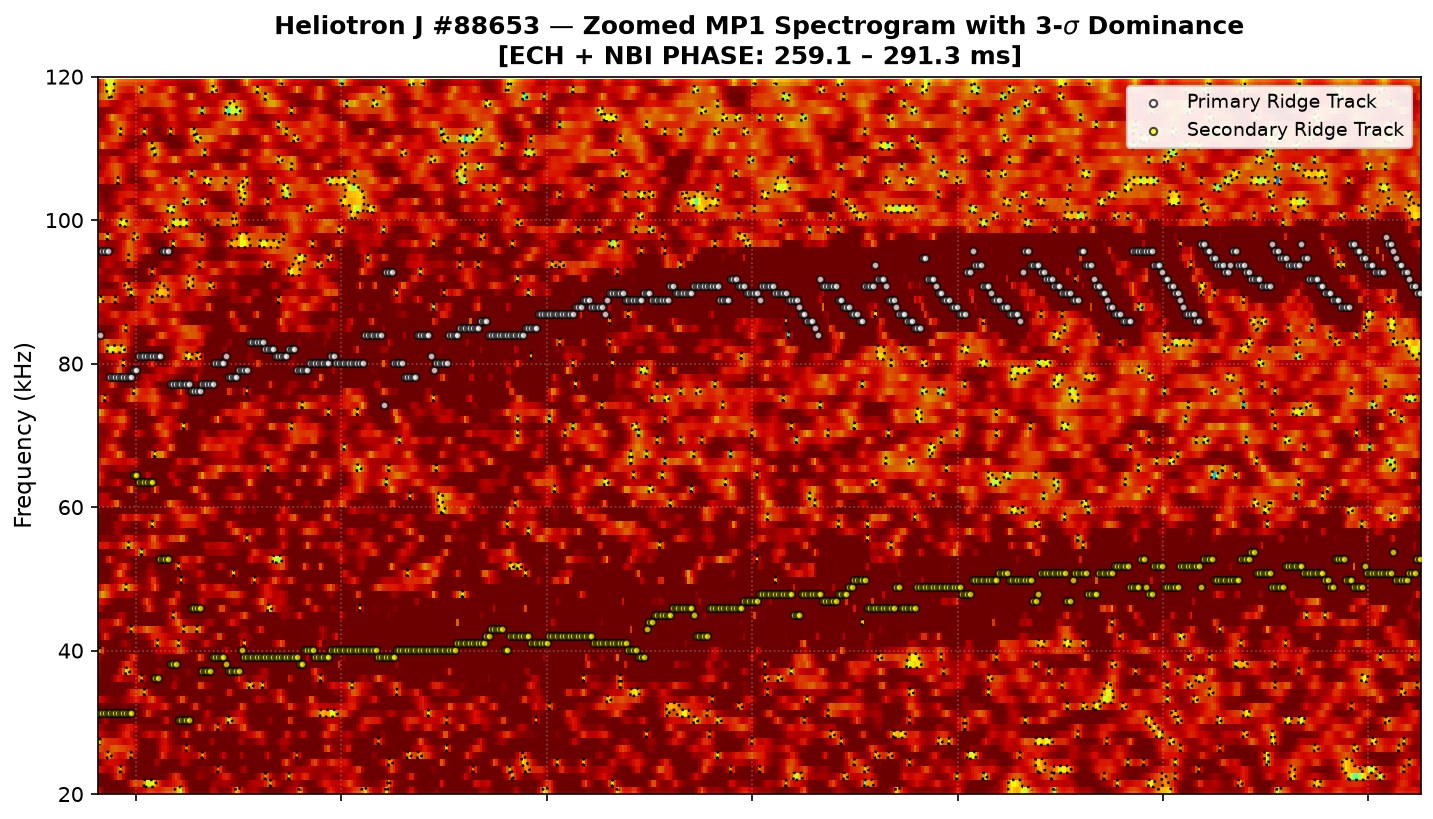 Heliotron J #88653 — Zoomed MP1 Spectrogram with 3-σ Dominance
[ECH + NBI PHASE: 259.1 – 291.3 ms]
Primary Ridge Track
Secondary Ridge Track
Frequency (kHz)
120
100
80
60
40
20